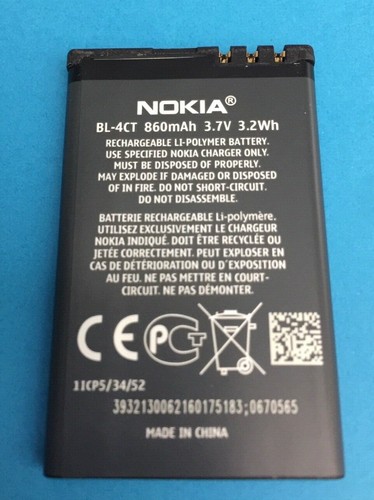 NOKIA®
BL-4CT 860mAh 3.7V 3.2Wh
RECHARGEABLE Li-POLYMER BATTERY.
USE SPECIFIED NOKIA CHARGER ONLY.
MUST BE DISPOSED OF PROPERLY.
MAY EXPLODE IF DAMAGED OR
DISPOSED OF IN FIRE.
DO NOT SHORT-CIRCUIT.
DO NOT DISASSEMBLE.
BATTERIE RECHARGEABLE Li-polymère.
UTILISEZ EXCLUSIVEMENT LE CHARGEUR
NOKIA INDIQUÉ. DOIT ÊTRE RECYCLÉE OU
JETÉE CORRECTEMENT. PEUT EXPLOSER EN
CAS DE DÉTÉRIORATION OU DE MISE
AU FEU. NE PAS METTRE EN COURT-
CIRCUIT. NE PAS DÉMONTER.
CE PCT
11CP5/34/52
3932130062160175183;0670565
MADE IN CHINA